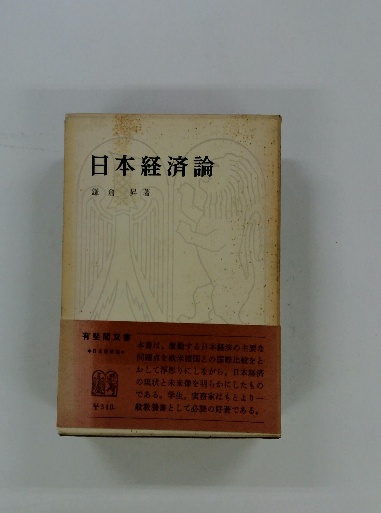 日本経済論
鎌倉 昇著
有斐閣双書
本書は、激動する日本経済の主要な
問題点を欧米諸国との国際比較をと
おして浮彫りにしながら、日本経済
の現状と未来像を明らかにしたもの
である。学生、実務家はもとより一
般教養書として必読の好著である。
¥340.